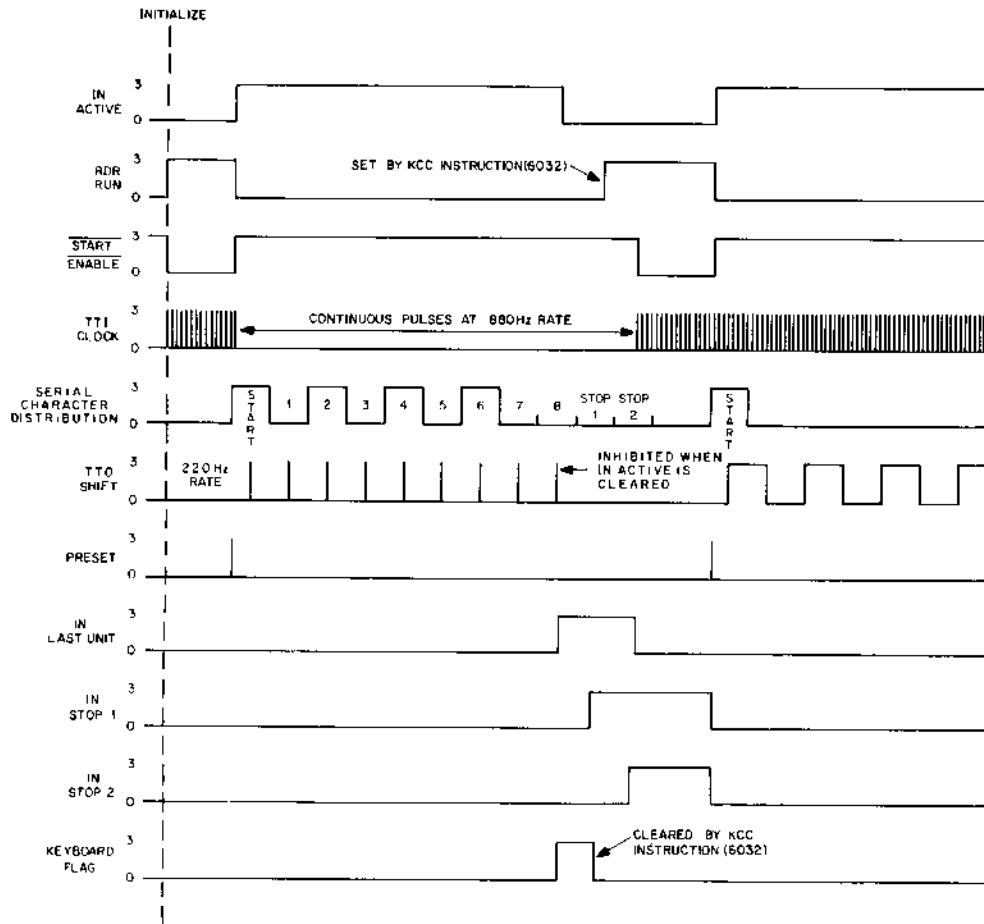 INITIALIZE
IN ACTIVE
3
0
RDR RUN
3
0
SET BY KCC INSTRUCTION (6032)
START
ENABLE
3
0
TTI CLOCK
3
0
CONTINUOUS PULSES AT 880Hz RATE
SERIAL
CHARACTER
DISTRIBUTION
3
0
START
1
2
3
4
5
6
7
8
STOP STOP
1 2
START
TTO
SHIFT
3
0
220Hz
RATE
INHIBITED WHEN
IN ACTIVE IS
CLEARED
PRESET
3
0
IN
LAST UNIT
3
0
IN
STOP 1
3
0
IN
STOP 2
3
0
KEYBOARD
FLAG
3
0
CLEARED BY KCC
INSTRUCTION (6032)